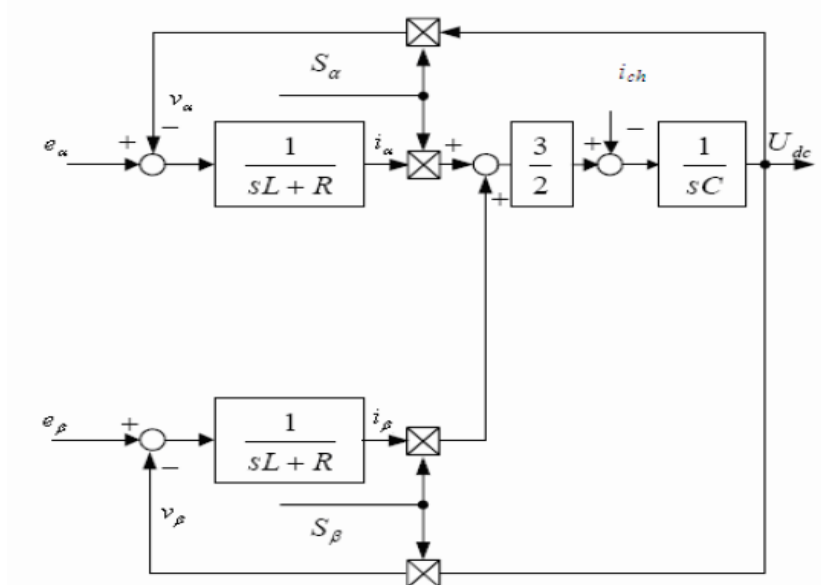 S_α
i_ch
v_α
−
e_α
+
1
sL + R
i_α
+
+
3
2
+
−
1
sC
U_dc
e_β
+
−
1
sL + R
i_β
v_β
S_β